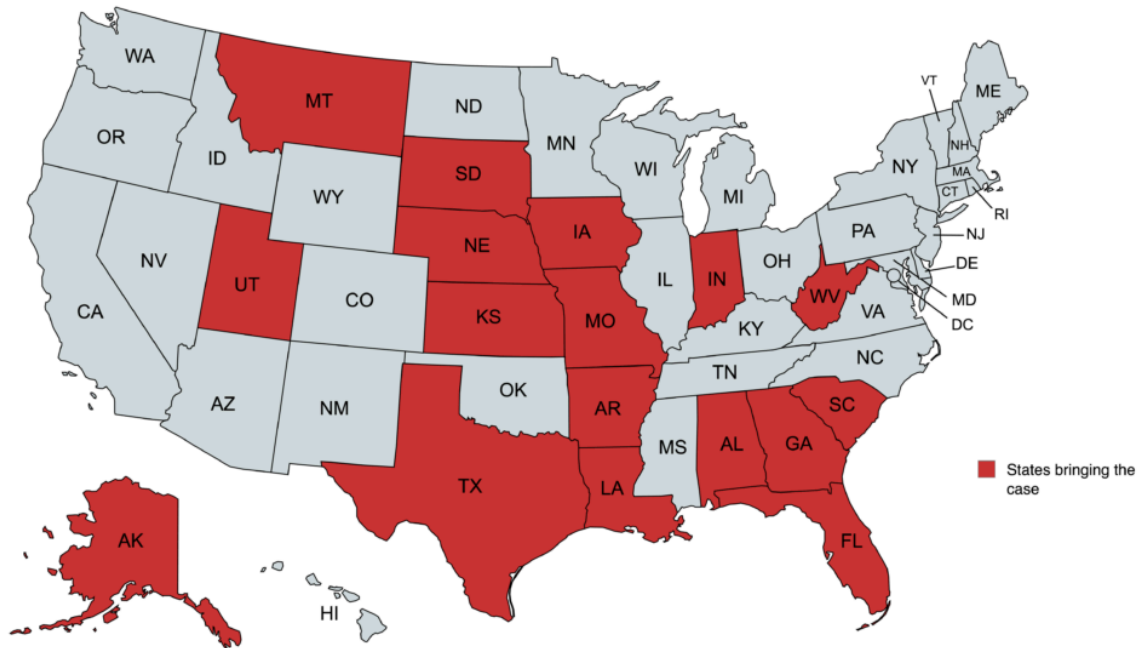 WA
MT
ND
MN
VT
ME
OR
ID
SD
WI
NY
NH
MA
CT
RI
WY
MI
NV
NE
IA
PA
NJ
UT
CO
IL
IN
OH
DE
CA
KS
MO
WV
VA
MD
DC
KY
AZ
NM
OK
TN
NC
AR
SC
MS
AL
GA
TX
LA
States bringing the
case
AK
FL
HI